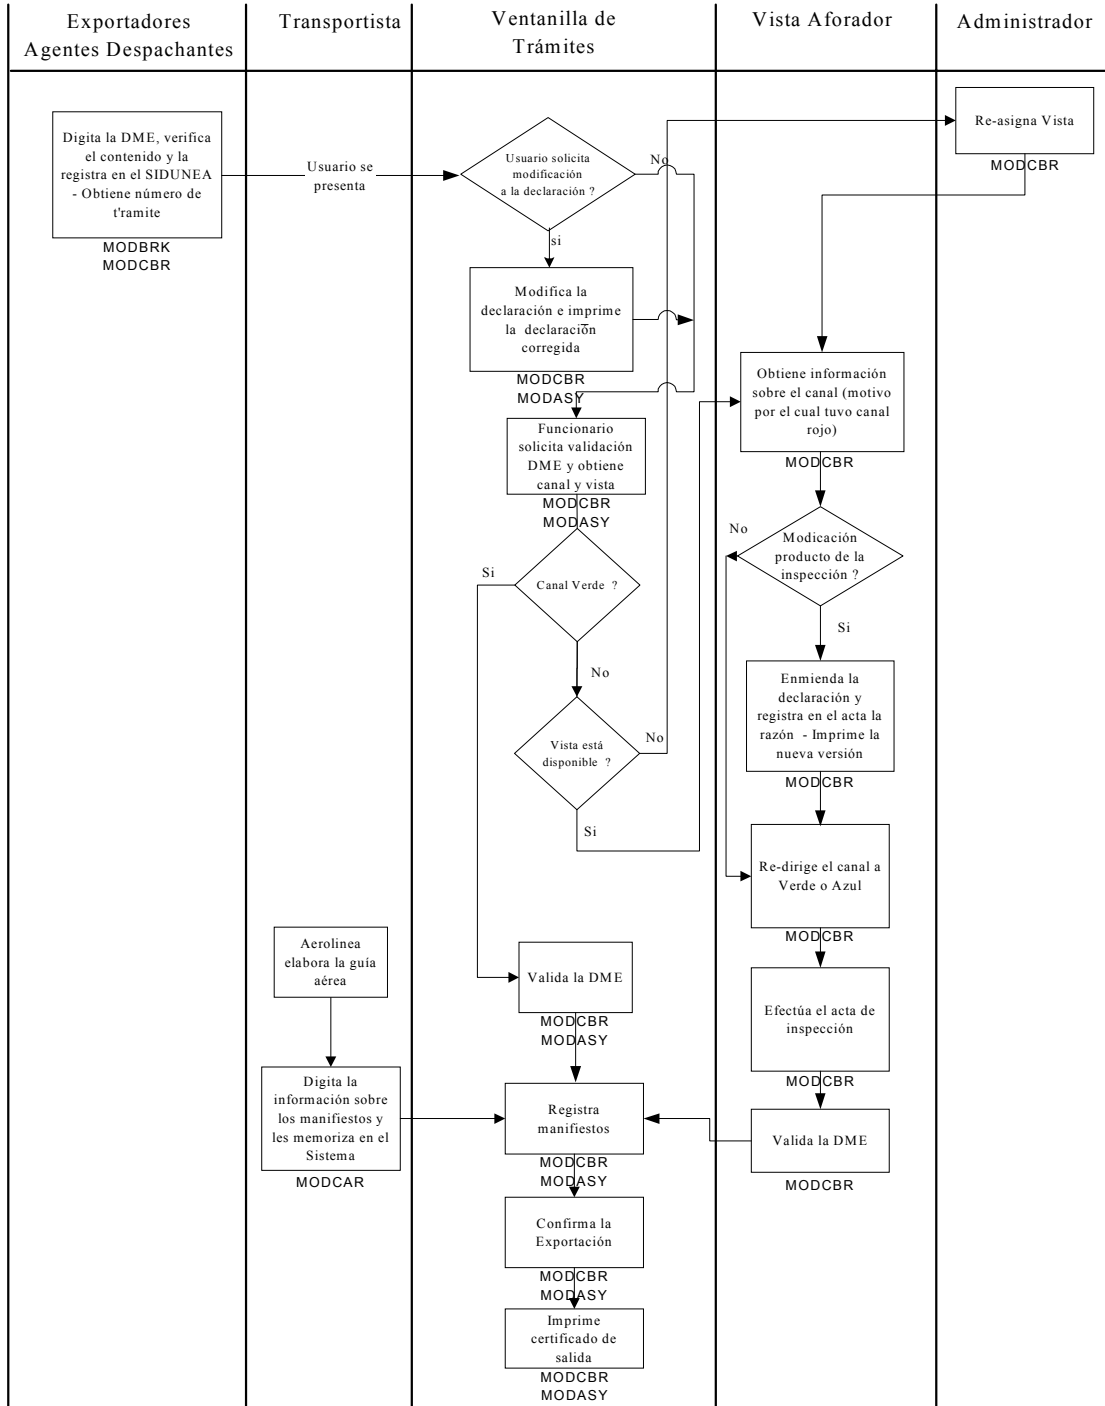 Exportadores
Agentes Despachantes
Transportista
Ventanilla de
Trámites
Vista Aforador
Administrador
Digita la DME, verifica
el contenido y la
registra en el SIDUNEA
- Obtiene número de
t'ramite
MODBRK
MODCBR
Usuario se
presenta
Usuario solicita
modificación
a la declaración ?
No
si
Re-asigna Vista
MODCBR
Modifica la
declaración e imprime
la declaración
corregida
MODCBR
MODASY
Funcionario
solicita validación
DME y obtiene
canal y vista
MODCBR
MODASY
Obtiene información
sobre el canal (motivo
por el cual tuvo canal
rojo)
MODCBR
Canal Verde ?
Si
No
Vista está
disponible ?
No
Si
Modicación
producto de la
inspección ?
No
Si
Enmienda la
declaración y
registra en el acta la
razón - Imprime la
nueva versión
MODCBR
Re-dirige el canal a
Verde o Azul
MODCBR
Efectúa el acta de
inspección
MODCBR
Valida la DME
MODCBR
Aerolinea
elabora la guía
aérea
Digita la
información sobre
los manifiestos y
les memoriza en el
Sistema
MODCAR
Valida la DME
MODCBR
MODASY
Registra
manifiestos
MODCBR
MODASY
Confirma la
Exportación
MODCBR
MODASY
Imprime
certificado de
salida
MODCBR
MODASY